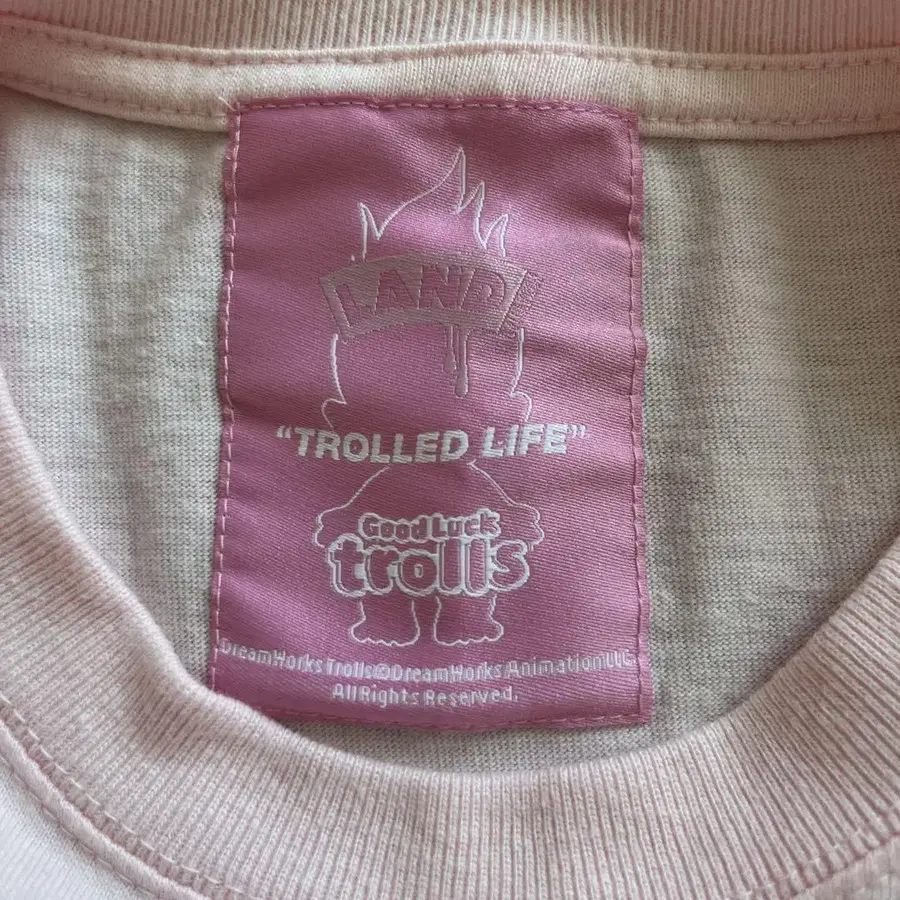 LAND
"TROLLED LIFE"
Good Luck
trolls
DreamWorks Trolls©DreamWorks Animation LLC.
All Rights Reserved.